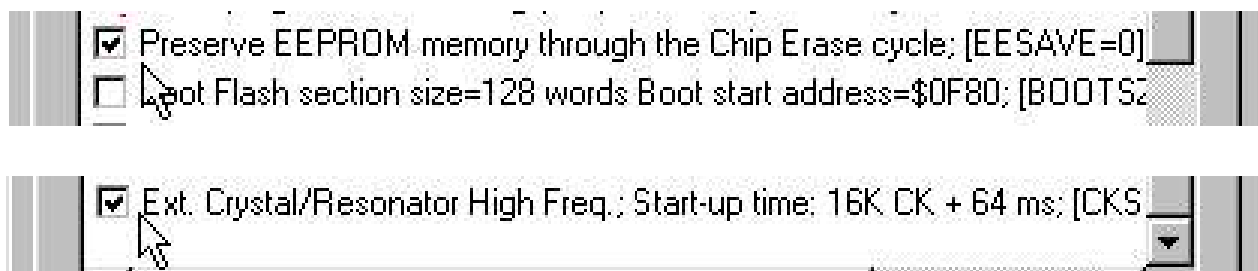 Preserve EEPROM memory through the Chip Erase cycle; [EESAVE=0]
Boot Flash section size=128 words Boot start address=$0F80; [BOOTSZ
Ext. Crystal/Resonator High Freq.; Start-up time: 16K CK + 64 ms; [CKS